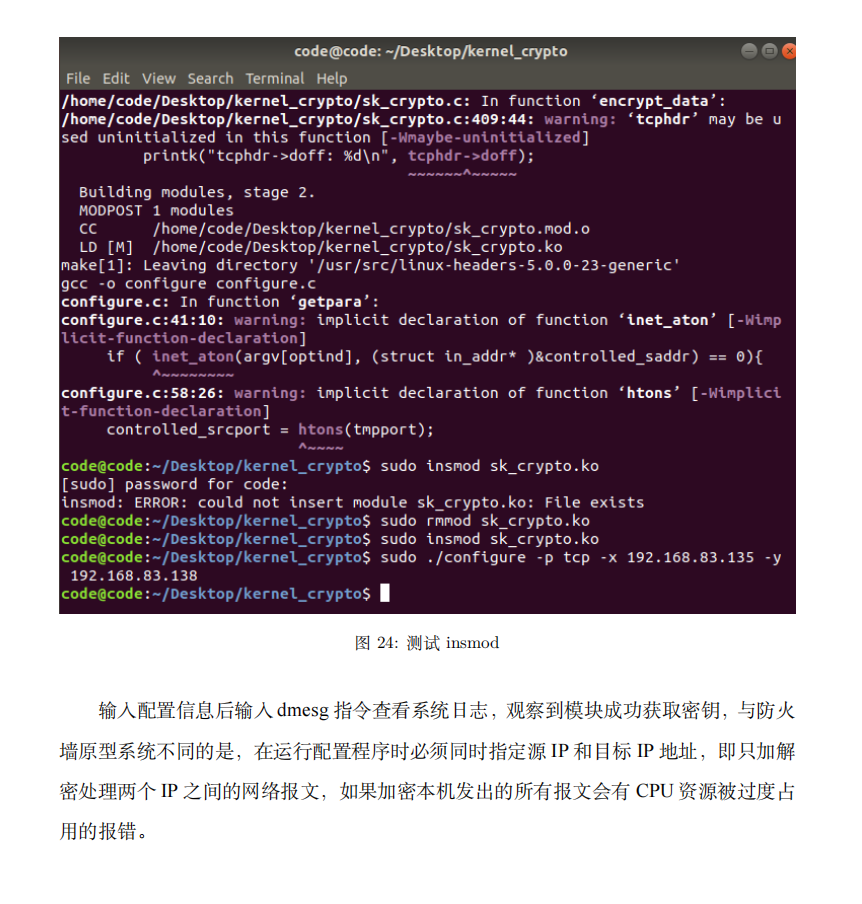 code@code: ~/Desktop/kernel_crypto
File Edit View Search Terminal Help
/home/code/Desktop/kernel_crypto/sk_crypto.c: In function ‘encrypt_data’:
/home/code/Desktop/kernel_crypto/sk_crypto.c:409:44: warning: ‘tcphdr’ may be u
sed uninitialized in this function [-Wmaybe-uninitialized]
printk("tcphdr->doff: %d\n", tcphdr->doff);
~~~~~~^~~~~~
Building modules, stage 2.
MODPOST 1 modules
CC /home/code/Desktop/kernel_crypto/sk_crypto.mod.o
LD [M] /home/code/Desktop/kernel_crypto/sk_crypto.ko
make[1]: Leaving directory '/usr/src/linux-headers-5.0.0-23-generic'
gcc -o configure configure.c
configure.c: In function ‘getpara’:
configure.c:41:10: warning: implicit declaration of function ‘inet_aton’ [-Wimp
licit-function-declaration]
if ( inet_aton(argv[optind], (struct in_addr* )&controlled_saddr) == 0){
^~~~~~~~~
configure.c:58:26: warning: implicit declaration of function ‘htons’ [-Wimplici
t-function-declaration]
controlled_srcport = htons(tmpport);
^~~~~
code@code:~/Desktop/kernel_crypto$ sudo insmod sk_crypto.ko
[sudo] password for code:
insmod: ERROR: could not insert module sk_crypto.ko: File exists
code@code:~/Desktop/kernel_crypto$ sudo rmmod sk_crypto.ko
code@code:~/Desktop/kernel_crypto$ sudo insmod sk_crypto.ko
code@code:~/Desktop/kernel_crypto$ sudo ./configure -p tcp -x 192.168.83.135 -y
192.168.83.138
code@code:~/Desktop/kernel_crypto$
图 24: 测试 insmod
输入配置信息后输入 dmesg 指令查看系统日志，观察到模块成功获取密钥，与防火
墙原型系统不同的是，在运行配置程序时必须同时指定源 IP 和目标 IP 地址，即只加解
密处理两个 IP 之间的网络报文，如果加密本机发出的所有报文会有 CPU 资源被过度占
用的报错。